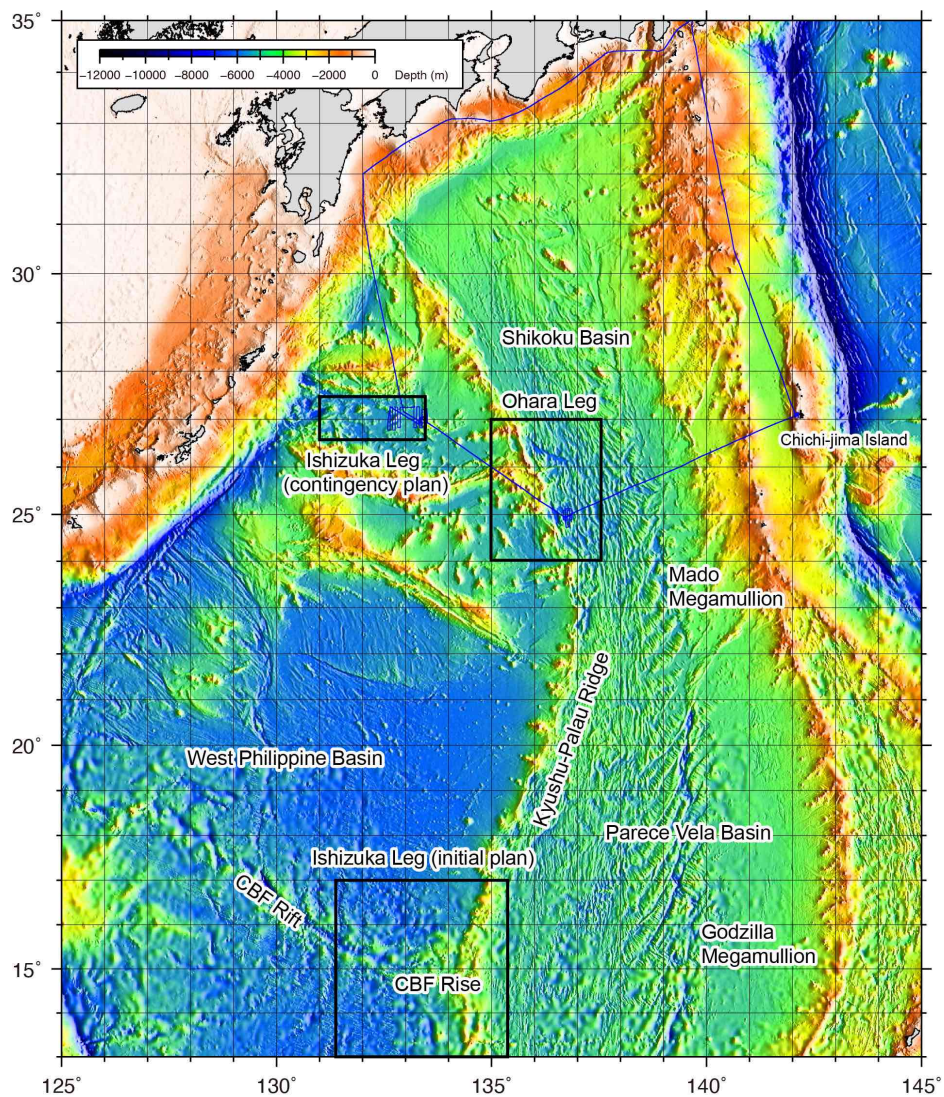 35°
−12000 −10000 −8000 −6000 −4000 −2000 0 Depth (m)
30°
Shikoku Basin
Ohara Leg
Chichi-jima Island
Ishizuka Leg
(contingency plan)
25°
Mado
Megamullion
Kyushu-Palau Ridge
20°
West Philippine Basin
Parece Vela Basin
Ishizuka Leg (initial plan)
CBF Rift
Godzilla
Megamullion
15°
CBF Rise
125° 130° 135° 140° 145°